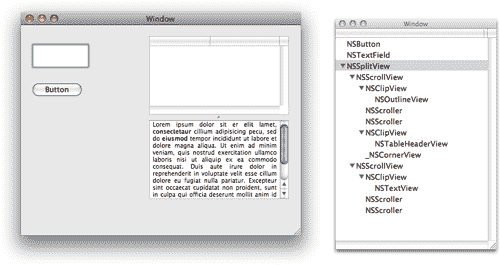 Window
Button
Lorem ipsum dolor sit er elit lamet,
consectetur cillium adipisicing pecu, sed
do eiusmod tempor incididunt ut labore et
dolore magna aliqua. Ut enim ad minim
veniam, quis nostrud exercitation ullamco
laboris nisi ut aliquip ex ea commodo
consequat. Duis aute irure dolor in
reprehenderit in voluptate velit esse cillum
dolore eu fugiat nulla pariatur. Excepteur
sint occaecat cupidatat non proident, sunt
in culpa qui officia deserunt mollit anim id
Window
NSButton
NSTextField
NSSplitView
NSScrollView
NSClipView
_NSOutlineView
NSScroller
NSScroller
NSClipView
NSTableHeaderView
_NSCornerView
NSScrollView
NSClipView
NSTextView
NSScroller
NSScroller